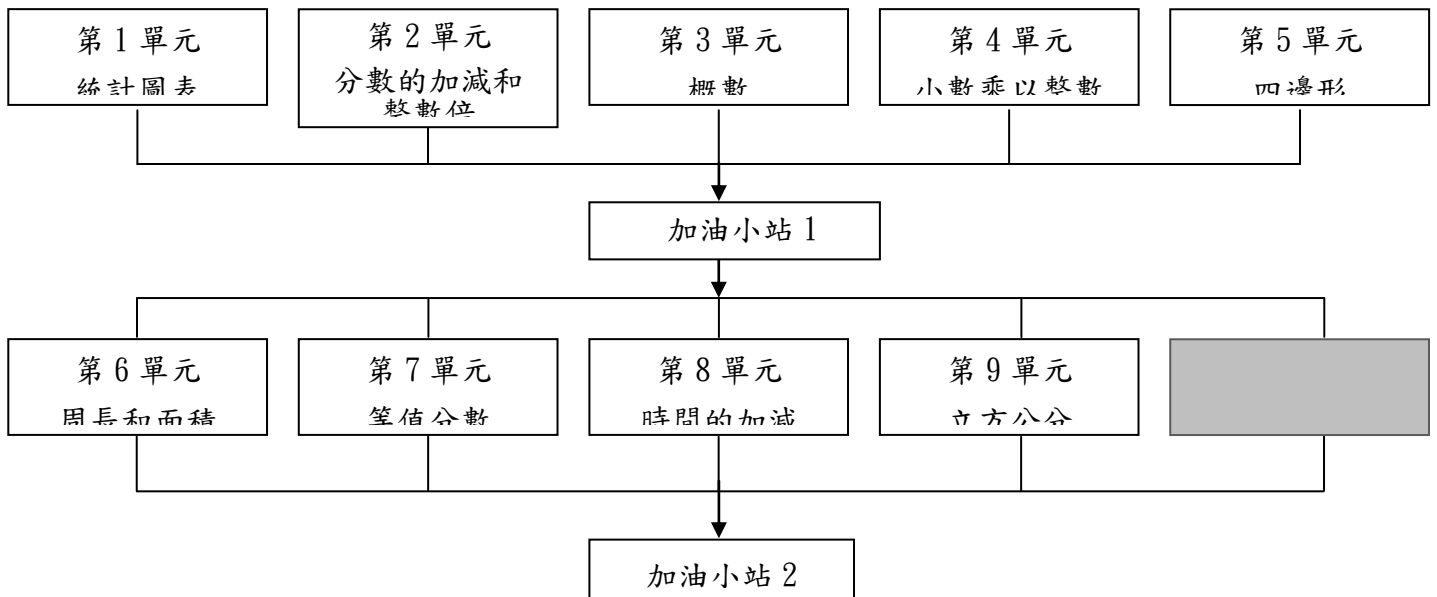 第1單元
統計圖表
第2單元
分數的加減和
整數位
第3單元
概數
第4單元
小數乘以整數
第5單元
四邊形
加油小站1
第6單元
周長和面積
第7單元
等值分數
第8單元
時間的加減
第9單元
立方公分
加油小站2